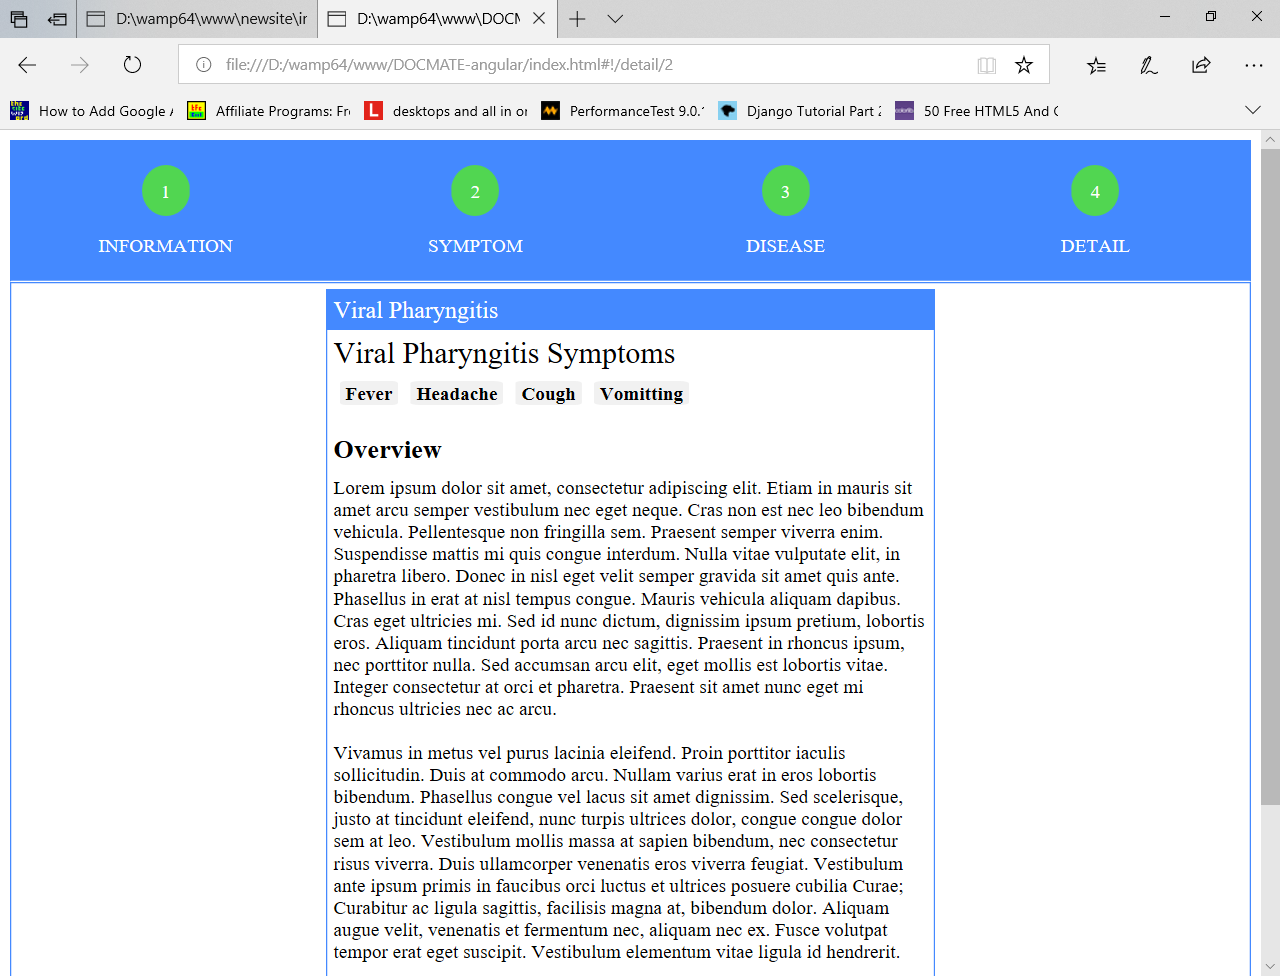 D:\wamp64\www\newsite\ir
D:\wamp64\www\DOCM
file:///D:/wamp64/www/DOCMATE-angular/index.html#!/detail/2
How to Add Google A
Affiliate Programs: Fre
L desktops and all in or
PerformanceTest 9.0.1
Django Tutorial Part 2
50 Free HTML5 And C
1 2 3 4
INFORMATION SYMPTOM DISEASE DETAIL
Viral Pharyngitis
Viral Pharyngitis Symptoms
Fever Headache Cough Vomitting
Overview
Lorem ipsum dolor sit amet, consectetur adipiscing elit. Etiam in mauris sit
amet arcu semper vestibulum nec eget neque. Cras non est nec leo bibendum
vehicula. Pellentesque non fringilla sem. Praesent semper viverra enim.
Suspendisse mattis mi quis congue interdum. Nulla vitae vulputate elit, in
pharetra libero. Donec in nisl eget velit semper gravida sit amet quis ante.
Phasellus in erat at nisl tempus congue. Mauris vehicula aliquam dapibus.
Cras eget ultricies mi. Sed id nunc dictum, dignissim ipsum pretium, lobortis
eros. Aliquam tincidunt porta arcu nec sagittis. Praesent in rhoncus ipsum,
nec porttitor nulla. Sed accumsan arcu elit, eget mollis est lobortis vitae.
Integer consectetur at orci et pharetra. Praesent sit amet nunc eget mi
rhoncus ultricies nec ac arcu.
Vivamus in metus vel purus lacinia eleifend. Proin porttitor iaculis
sollicitudin. Duis at commodo arcu. Nullam varius erat in eros lobortis
bibendum. Phasellus congue vel lacus sit amet dignissim. Sed scelerisque,
justo at tincidunt eleifend, nunc turpis ultrices dolor, congue congue dolor
sem at leo. Vestibulum mollis massa at sapien bibendum, nec consectetur
risus viverra. Duis ullamcorper venenatis eros viverra feugiat. Vestibulum
ante ipsum primis in faucibus orci luctus et ultrices posuere cubilia Curae;
Curabitur ac ligula sagittis, facilisis magna at, bibendum dolor. Aliquam
augue velit, venenatis et fermentum nec, aliquam nec ex. Fusce volutpat
tempor erat eget suscipit. Vestibulum elementum vitae ligula id hendrerit.